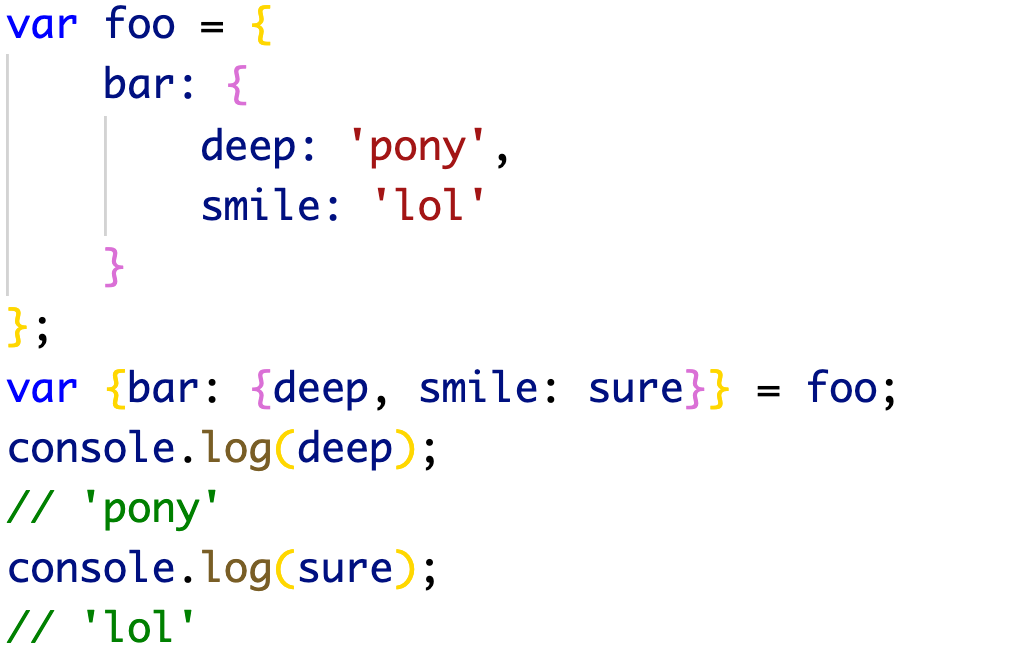 var foo = {
    bar: {
        deep: 'pony',
        smile: 'lol'
    }
};
var {bar: {deep, smile: sure}} = foo;
console.log(deep);
// 'pony'
console.log(sure);
// 'lol'